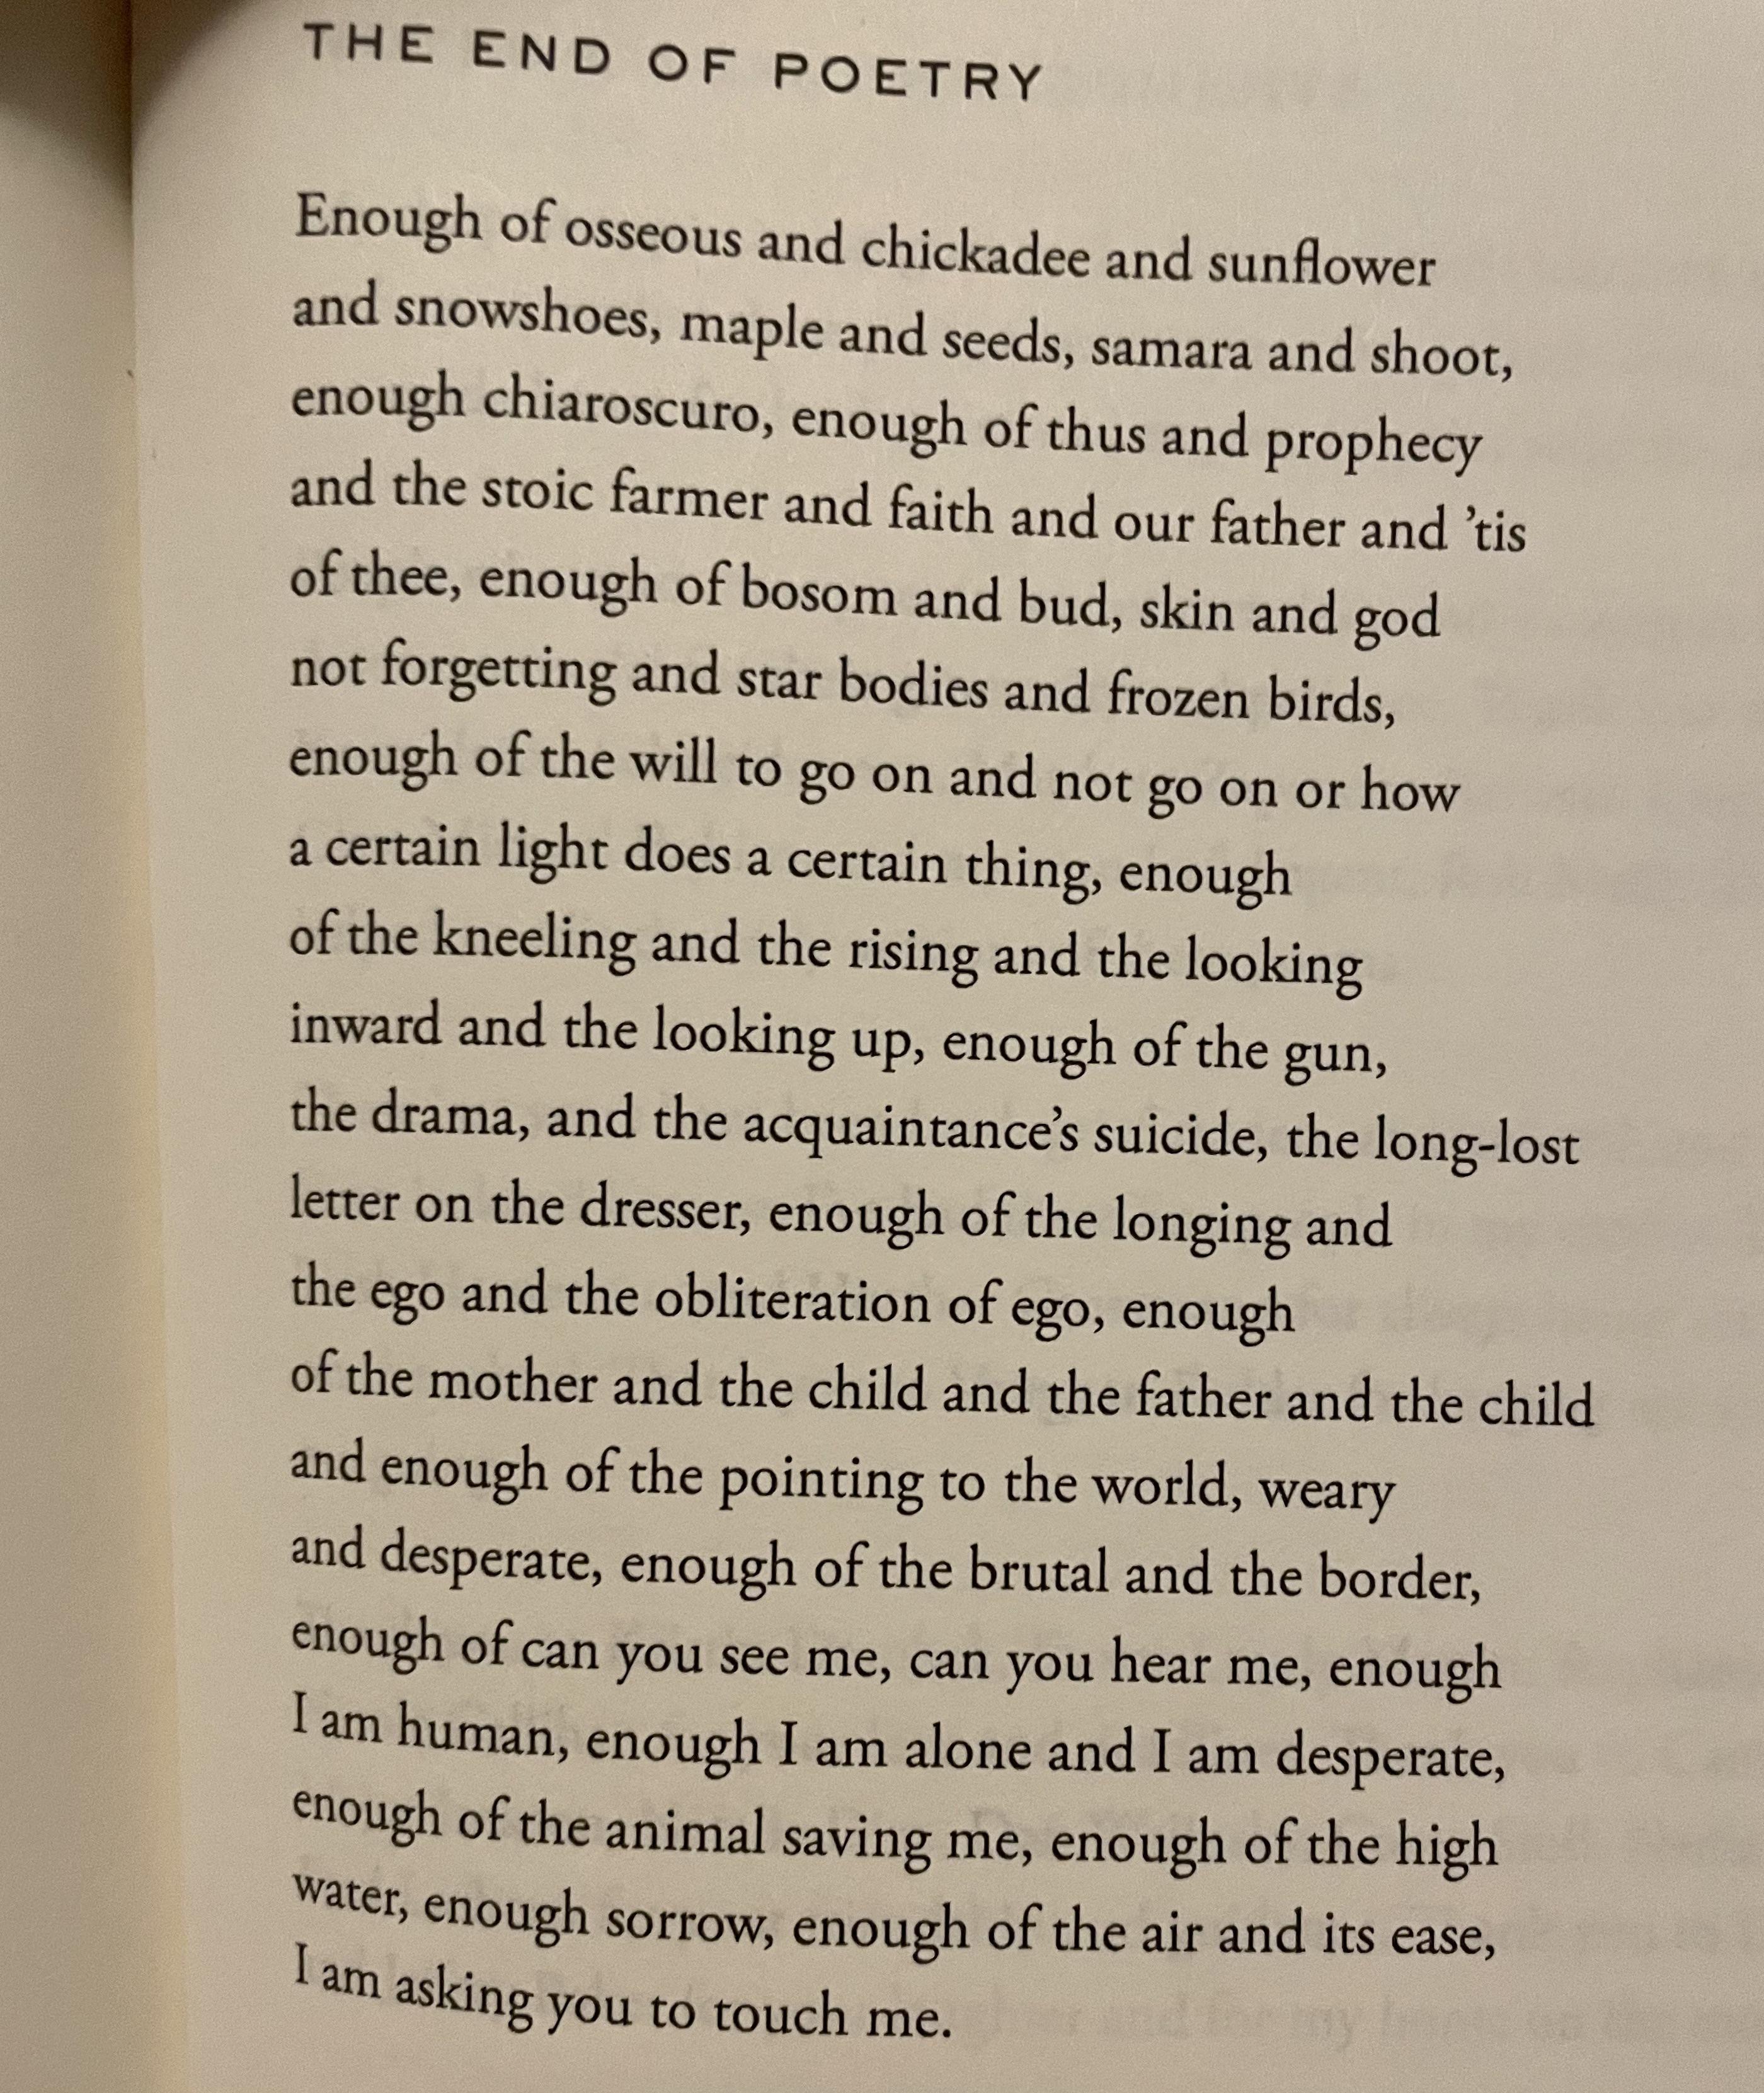 THE END OF POETRY
Enough of osseous and chickadee and sunflower
and snowshoes, maple and seeds, samara and shoot,
enough chiaroscuro, enough of thus and prophecy
and the stoic farmer and faith and our father and ’tis
of thee, enough of bosom and bud, skin and god
not forgetting and star bodies and frozen birds,
enough of the will to go on and not go on or how
a certain light does a certain thing, enough
of the kneeling and the rising and the looking
inward and the looking up, enough of the gun,
the drama, and the acquaintance’s suicide, the long-lost
letter on the dresser, enough of the longing and
the ego and the obliteration of ego, enough
of the mother and the child and the father and the child
and enough of the pointing to the world, weary
and desperate, enough of the brutal and the border,
enough of can you see me, can you hear me, enough
I am human, enough I am alone and I am desperate,
enough of the animal saving me, enough of the high
water, enough sorrow, enough of the air and its ease,
I am asking you to touch me.